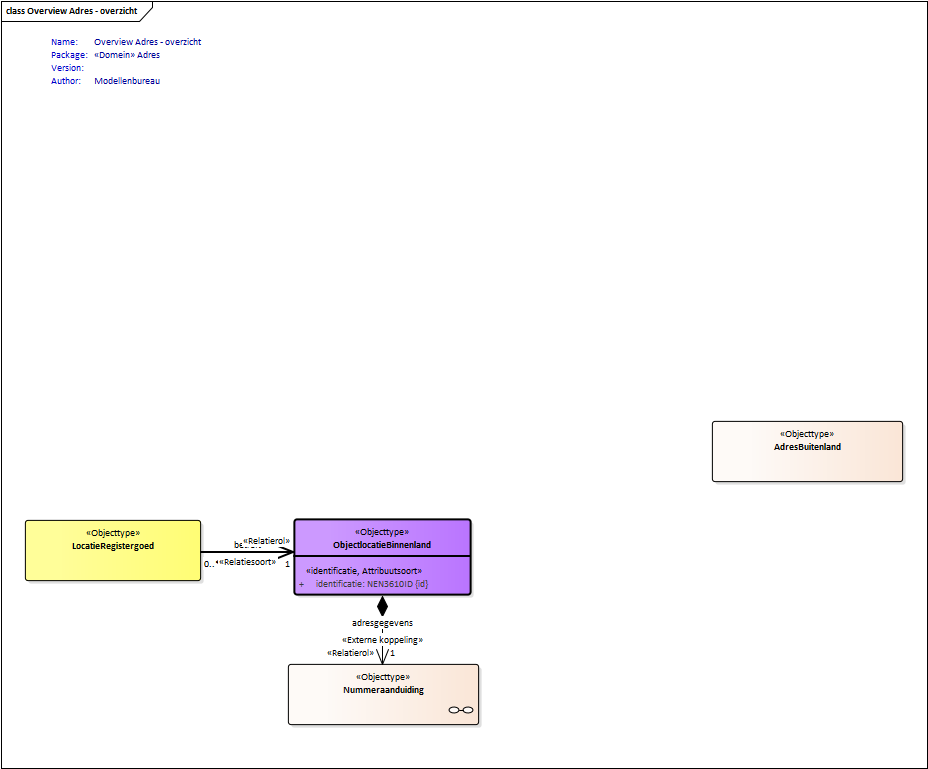 class Overview Adres - overzicht
Name: Overview Adres - overzicht
Package: «Domein» Adres
Version:
Author: Modellenbureau
«Objecttype»
AdresBuitenland
«Objecttype»
LocatieRegistergoed
«Relatierol»
0..*
«Relatiesoort»
1
«Objecttype»
ObjectlocatieBinnenland
«identificatie, Attribuutsoort»
+ identificatie: NEN3610ID {id}
adresgegevens
«Externe koppeling»
«Relatierol»
1
«Objecttype»
Nummeraanduiding